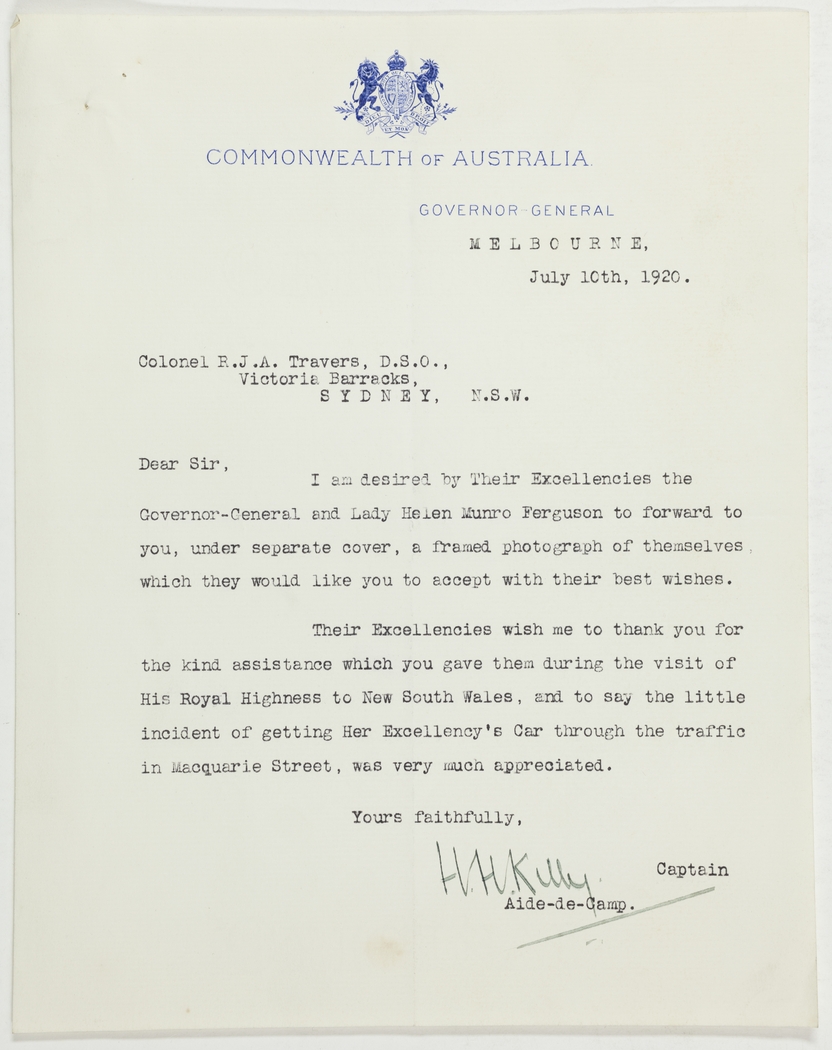 COMMONWEALTH OF AUSTRALIA.
GOVERNOR-GENERAL
MELBOURNE,
July 10th, 1920.
Colonel R.J.A. Travers, D.S.O.,
Victoria Barracks,
SYDNEY, N.S.W.
Dear Sir,
I am desired by Their Excellencies the
Governor-General and Lady Helen Munro Ferguson to forward to
you, under separate cover, a framed photograph of themselves,
which they would like you to accept with their best wishes.
Their Excellencies wish me to thank you for
the kind assistance which you gave them during the visit of
His Royal Highness to New South Wales, and to say the little
incident of getting Her Excellency's Car through the traffic
in Macquarie Street, was very much appreciated.
Yours faithfully,
H.H.Kelly. Captain
Aide-de-Camp.